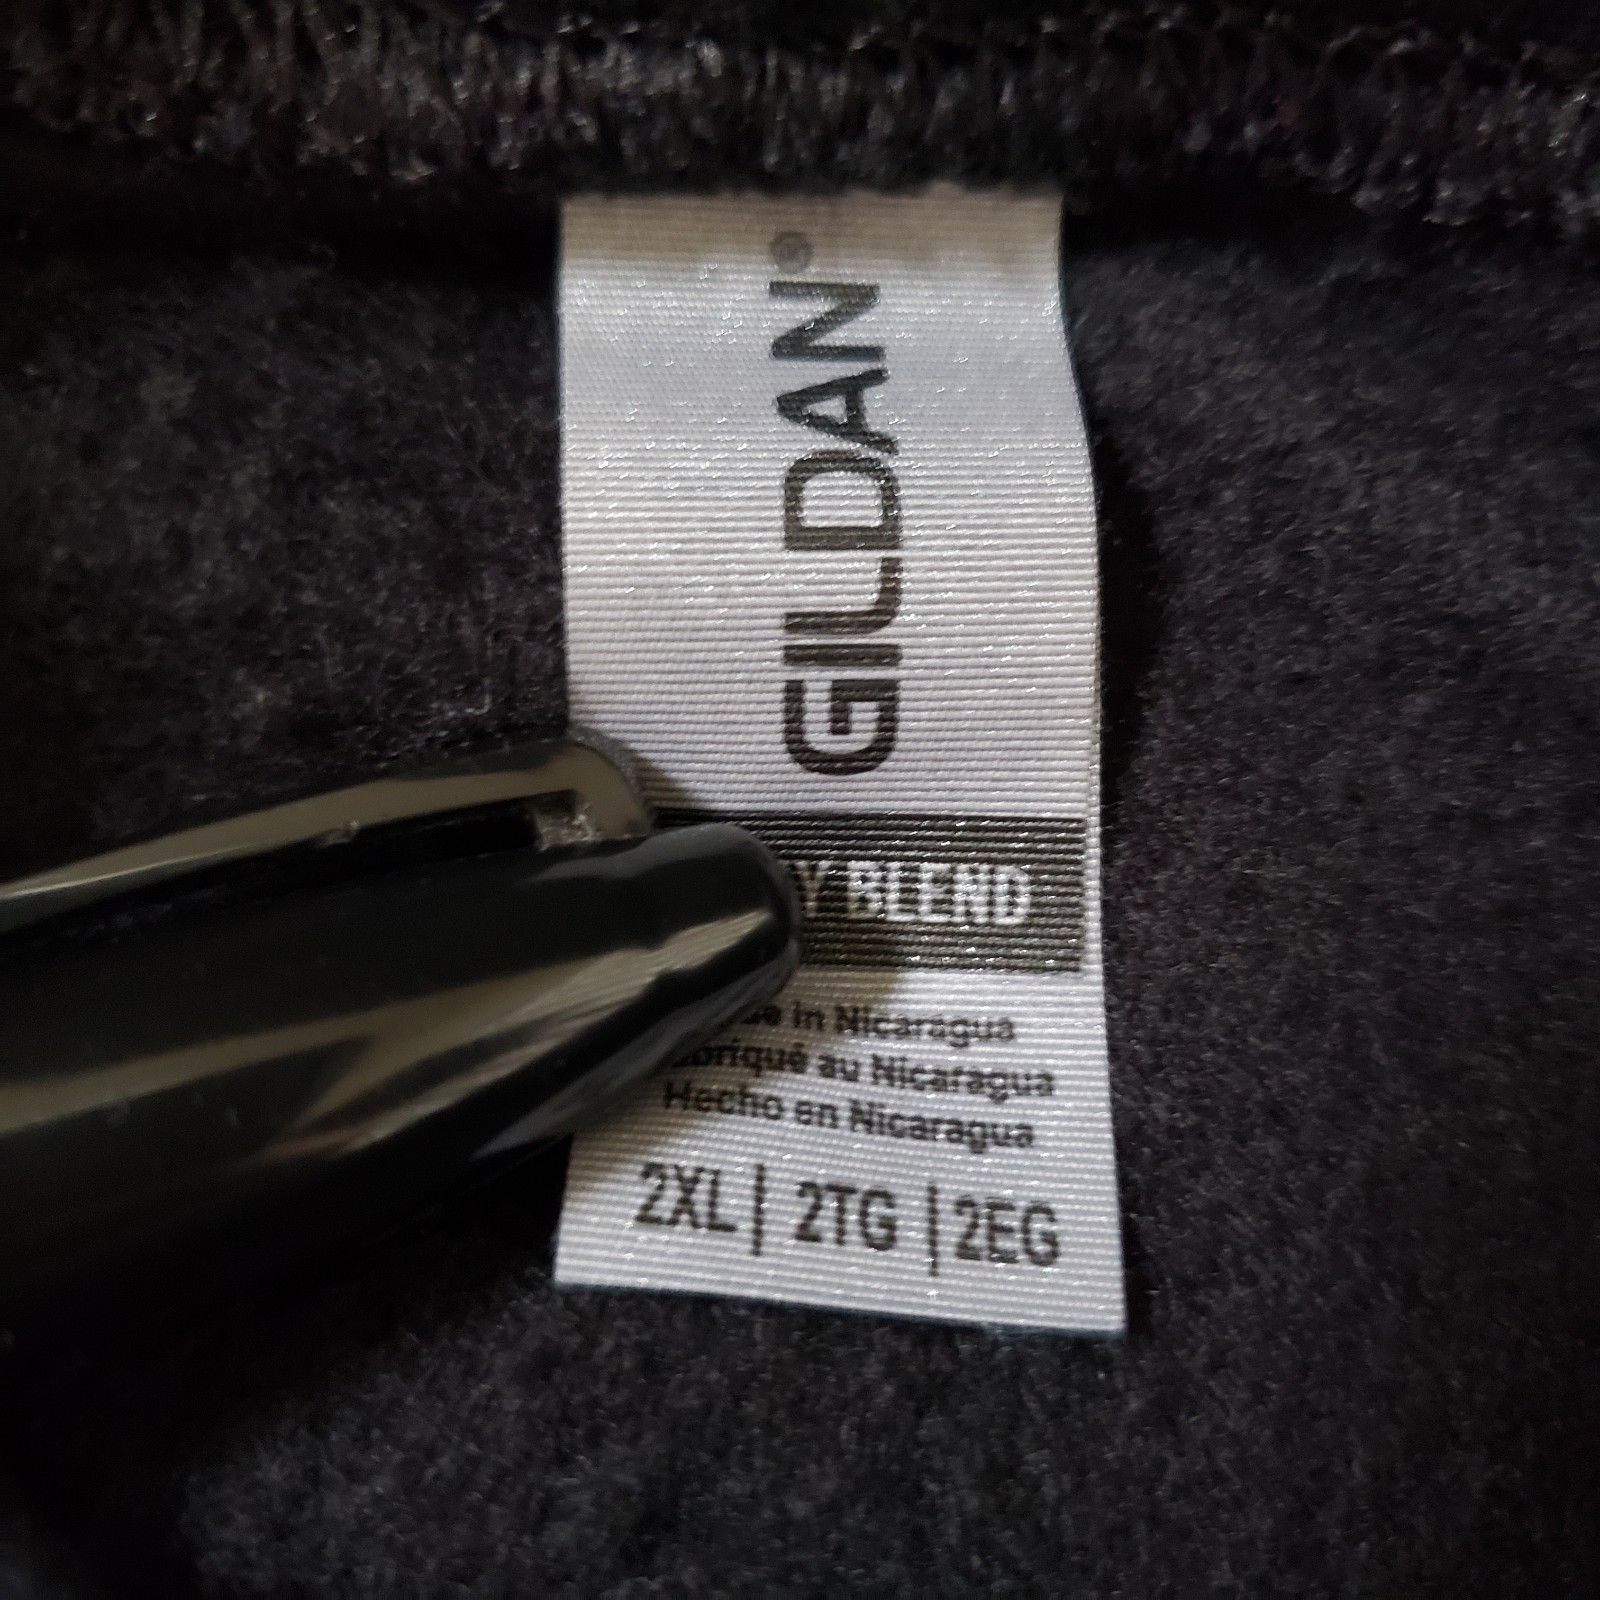 GILDAN®
BLEND
in Nicaragua
au Nicaragua
Hecho en Nicaragua
2XL | 2TG | 2EG